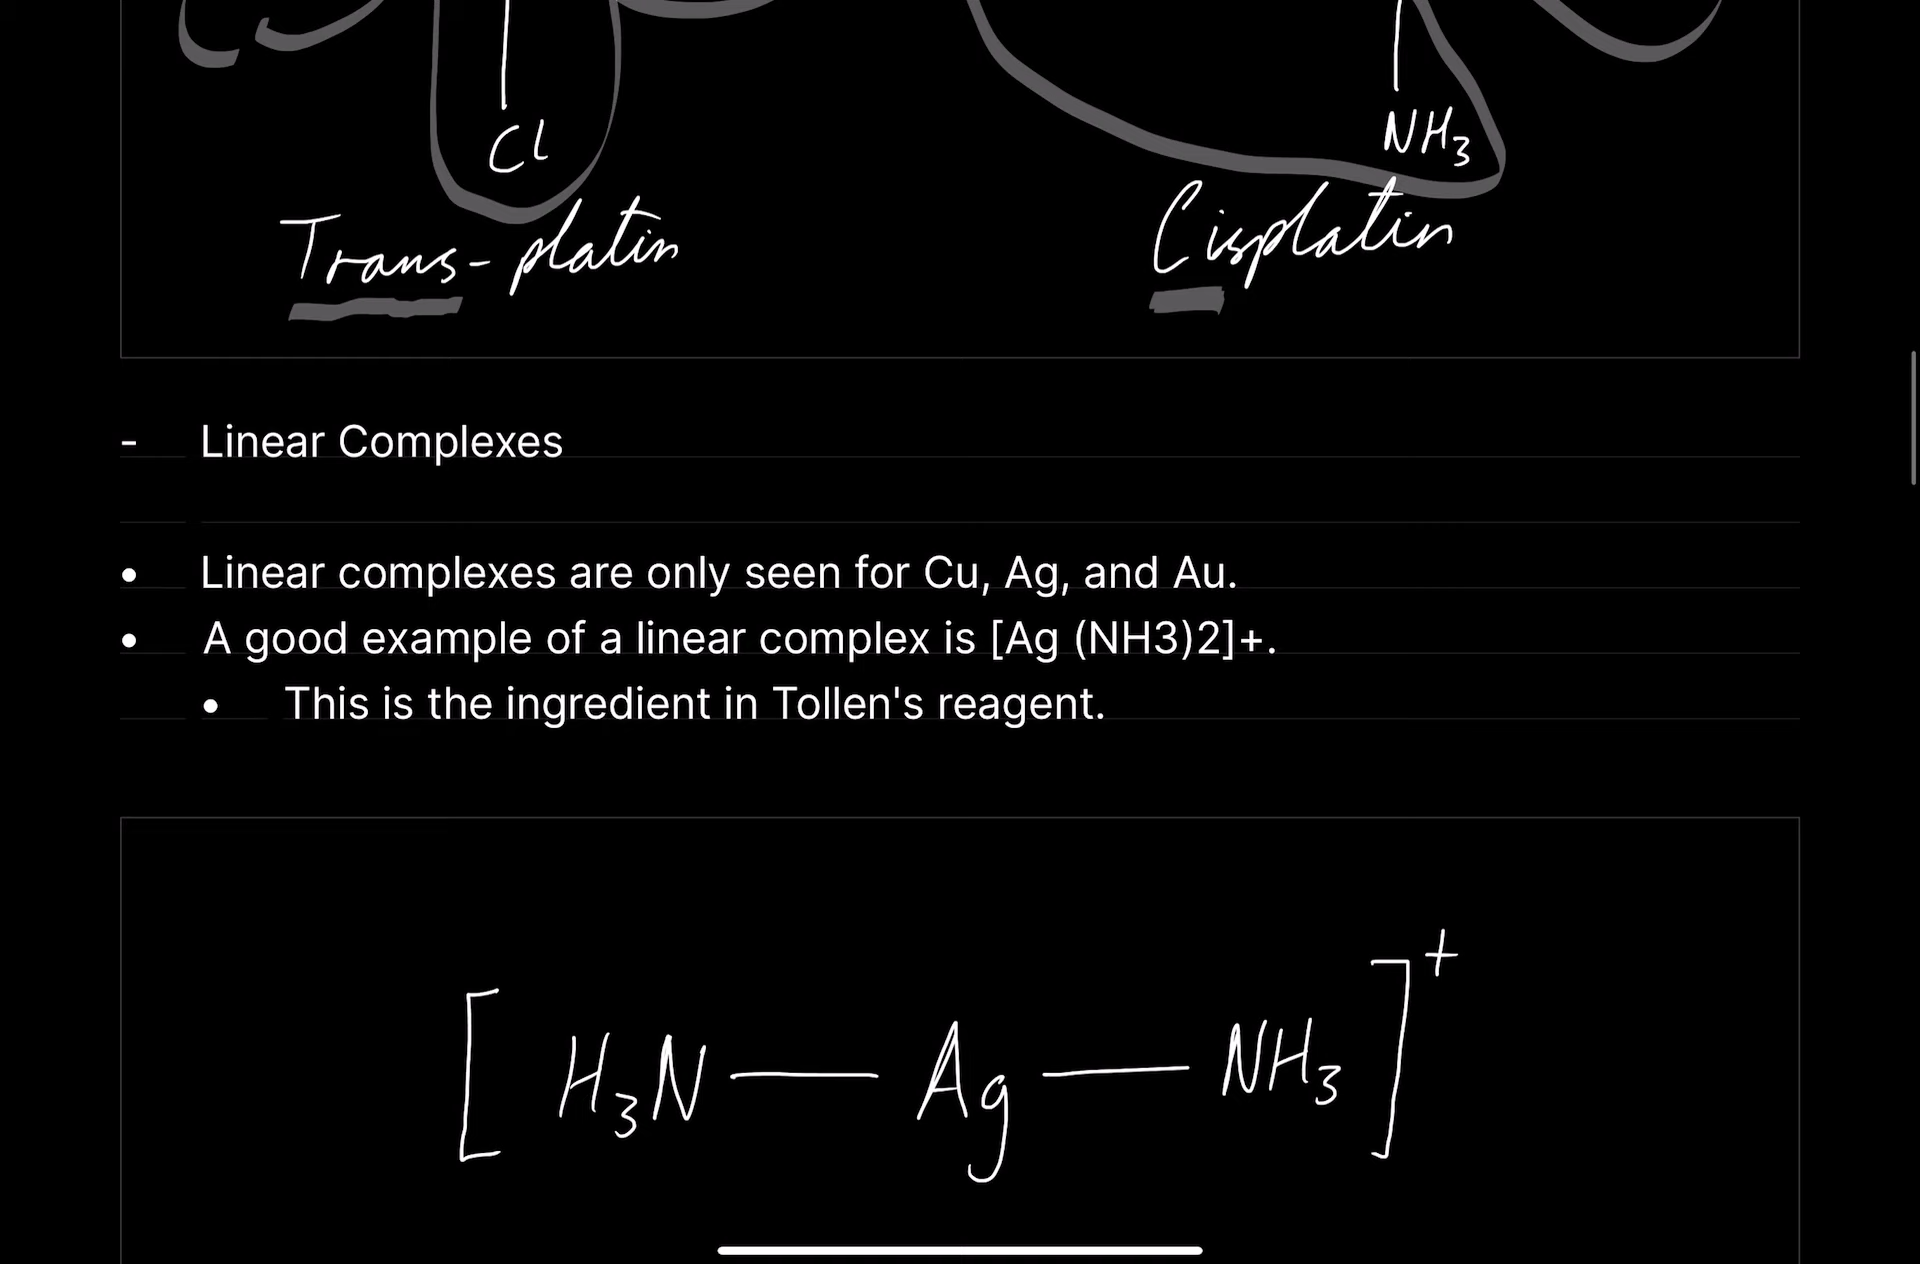 Cl
NH3
Trans-platin
Cisplatin
- Linear Complexes
• Linear complexes are only seen for Cu, Ag, and Au.
• A good example of a linear complex is [Ag (NH3)2]+.
• This is the ingredient in Tollen's reagent.
[ H3N — Ag — NH3 ]+